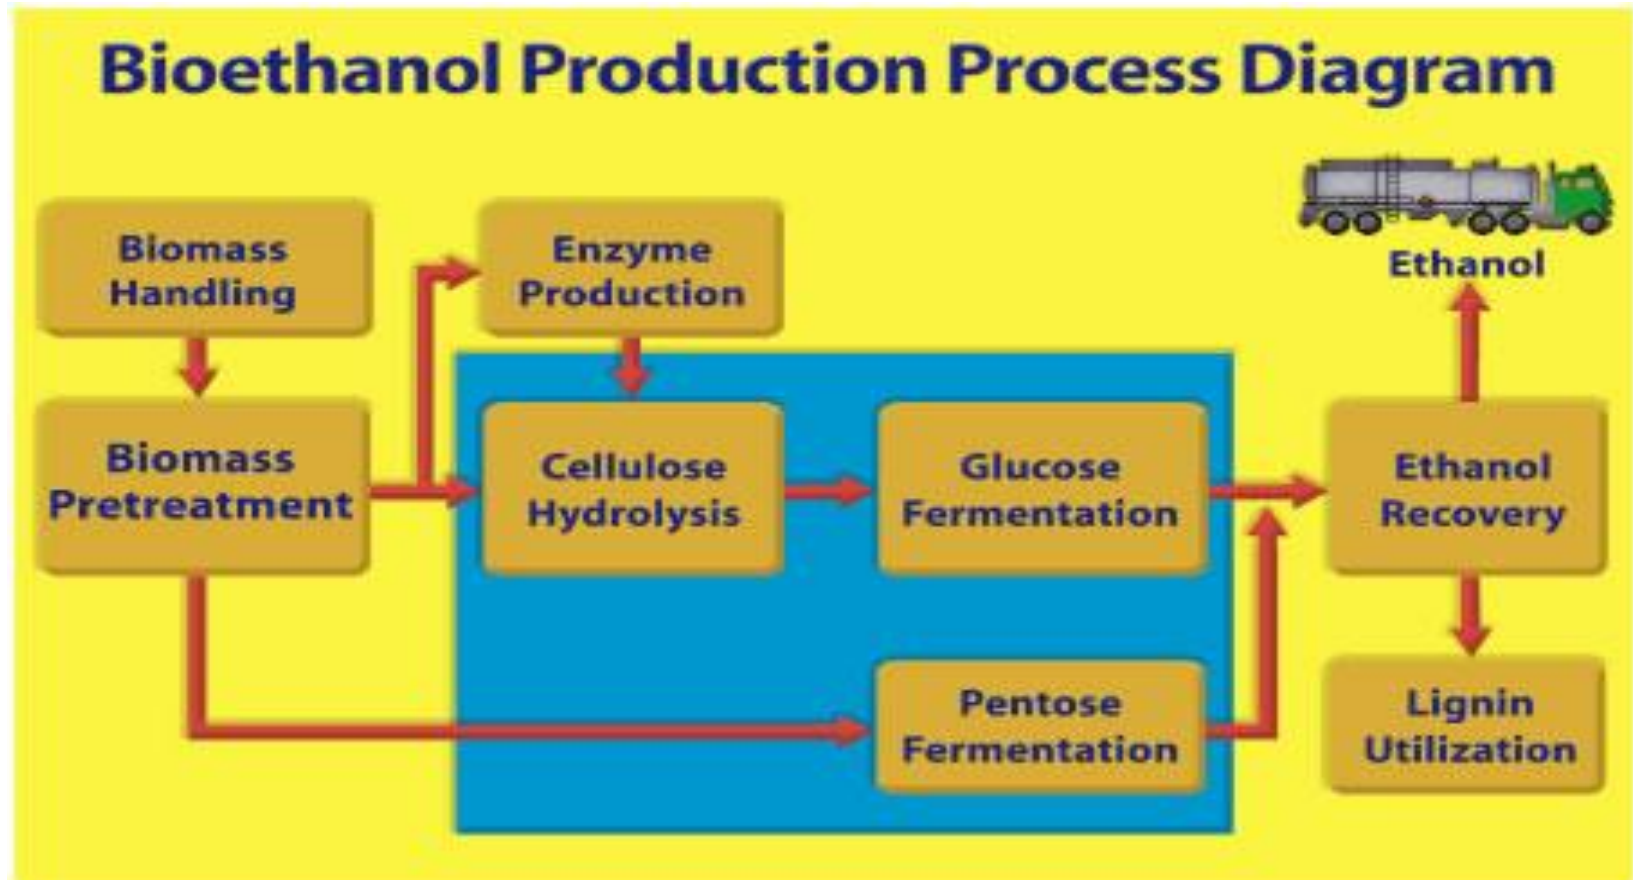 Bioethanol Production Process Diagram
Biomass
Handling
Enzyme
Production
Ethanol
Biomass
Pretreatment
Cellulose
Hydrolysis
Glucose
Fermentation
Ethanol
Recovery
Pentose
Fermentation
Lignin
Utilization